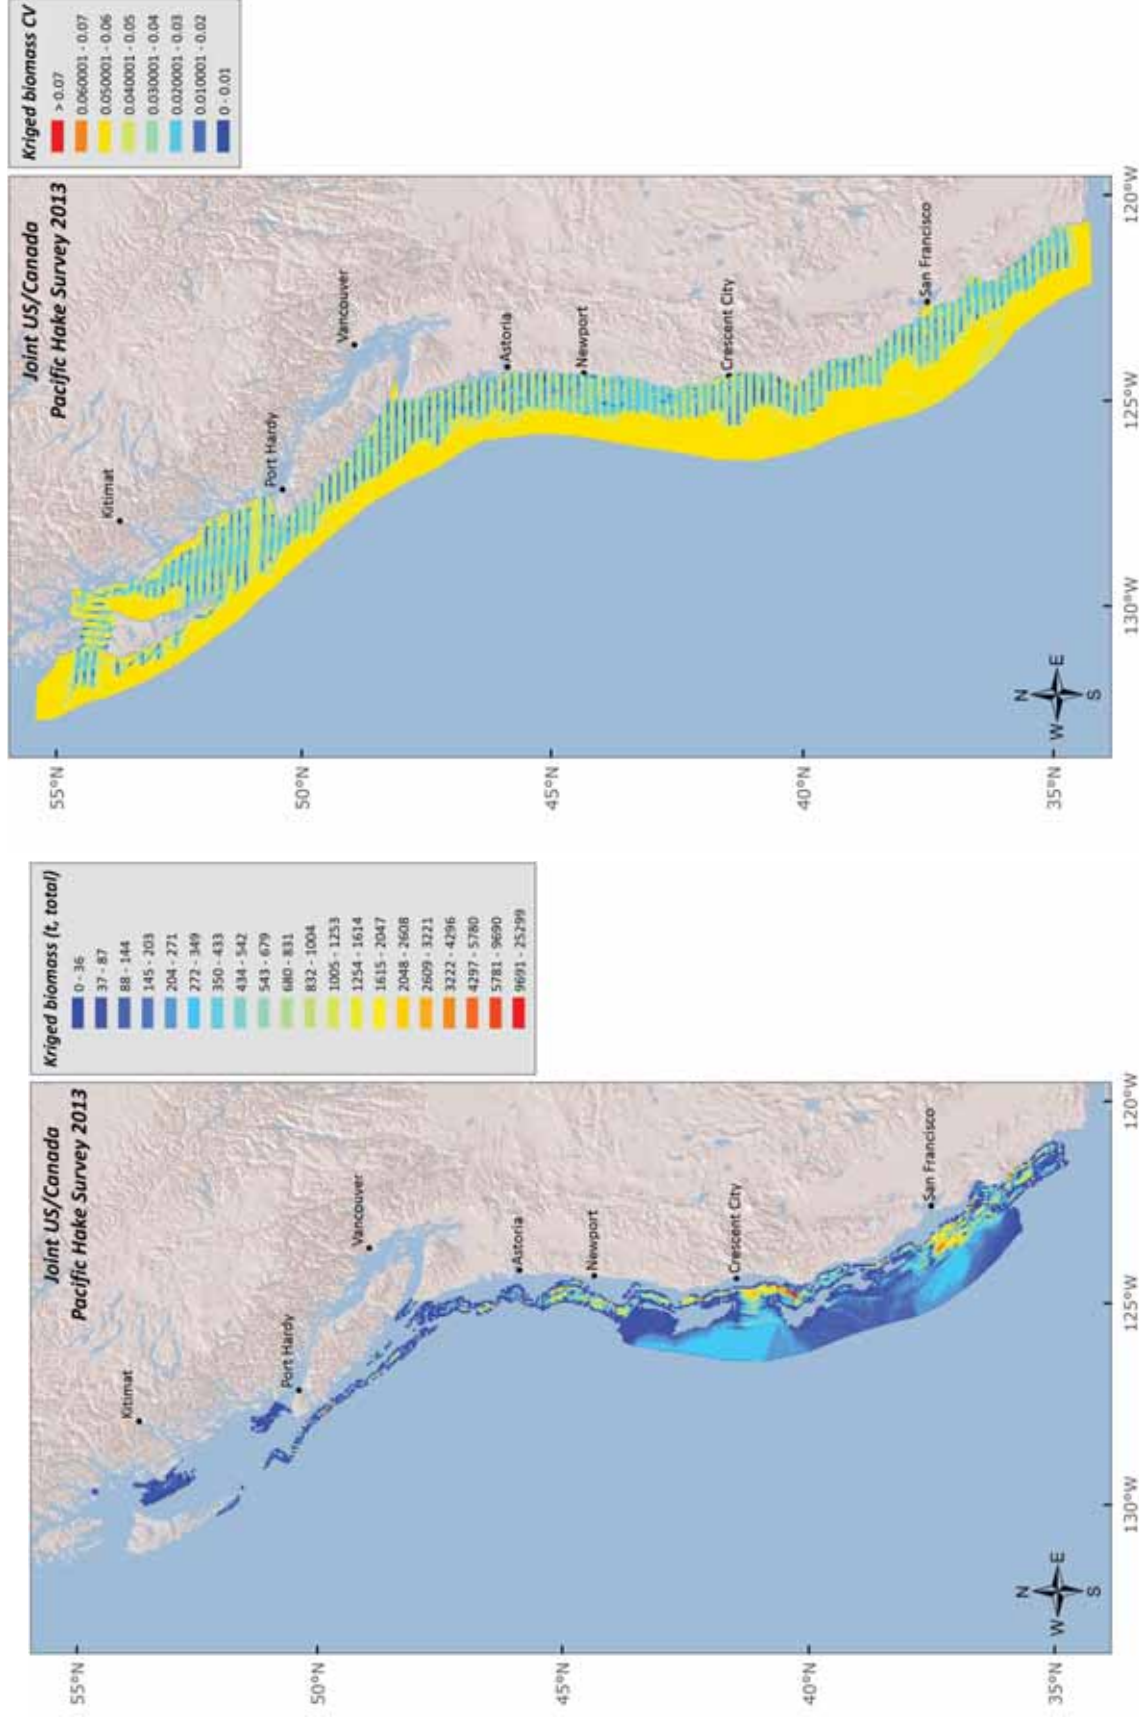 Joint US/Canada
Pacific Hake Survey 2013
Kriged biomass CV
> 0.07
0.060001 - 0.07
0.050001 - 0.06
0.040001 - 0.05
0.030001 - 0.04
0.020001 - 0.03
0.010001 - 0.02
0 - 0.01
Kitimat
Port Hardy
Vancouver
Astoria
Newport
Crescent City
San Francisco
N
W
E
S
55°N
50°N
45°N
40°N
35°N
130°W
125°W
120°W
Joint US/Canada
Pacific Hake Survey 2013
Kriged biomass (t, total)
0 - 36
37 - 87
88 - 144
145 - 203
204 - 271
272 - 349
350 - 433
434 - 542
543 - 679
680 - 831
832 - 1004
1005 - 1253
1254 - 1614
1615 - 2047
2048 - 2608
2609 - 3221
3222 - 4296
4297 - 5780
5781 - 9690
9691 - 25299
Kitimat
Port Hardy
Vancouver
Astoria
Newport
Crescent City
San Francisco
N
W
E
S
55°N
50°N
45°N
40°N
35°N
130°W
125°W
120°W